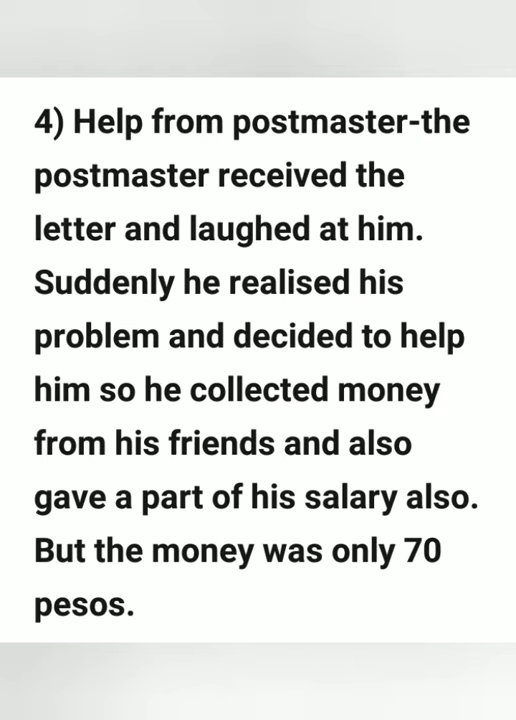 4) Help from postmaster-the
postmaster received the
letter and laughed at him.
Suddenly he realised his
problem and decided to help
him so he collected money
from his friends and also
gave a part of his salary also.
But the money was only 70
pesos.